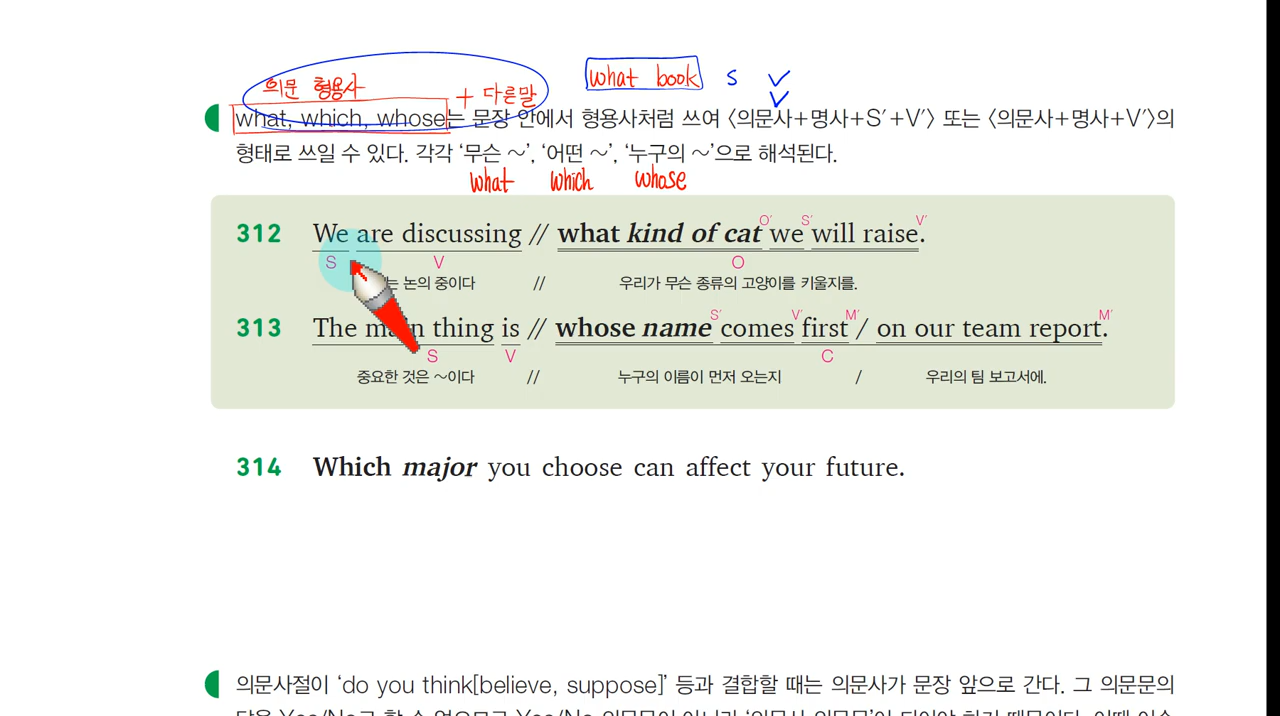 의문 형용사 + 다른말 what book S V
V
what, which, whose는 문장 안에서 형용사처럼 쓰여 〈의문사+명사+S′+V′〉 또는 〈의문사+명사+V′〉의
형태로 쓰일 수 있다. 각각 ‘무슨 ~’, ‘어떤 ~’, ‘누구의 ~’으로 해석된다.
what which whose
O′ S′ V′
312 We are discussing // what kind of cat we will raise.
S V O
는 논의 중이다 // 우리가 무슨 종류의 고양이를 키울지를.
S′ V′ M′ M′
313 The main thing is // whose name comes first / on our team report.
S V C
중요한 것은 ~이다 // 누구의 이름이 먼저 오는지 / 우리의 팀 보고서에.
314 Which major you choose can affect your future.
의문사절이 ‘do you think[believe, suppose]’ 등과 결합할 때는 의문사가 문장 앞으로 간다. 그 의문문의